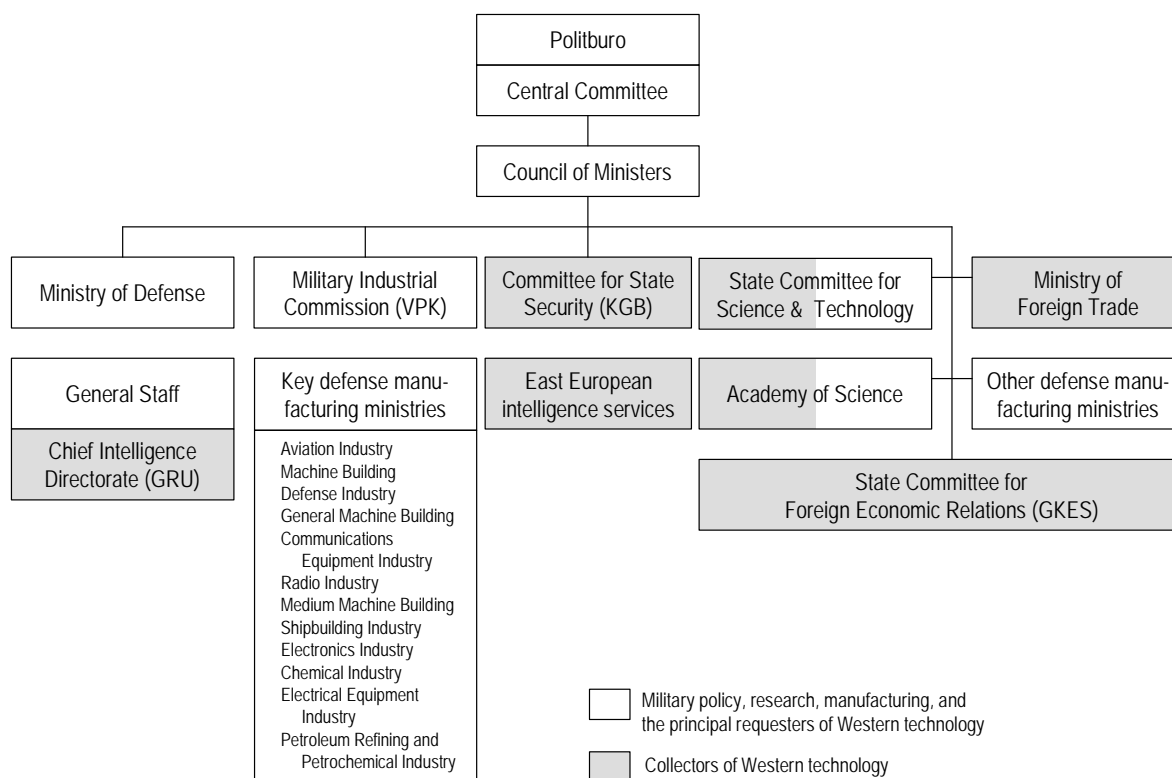 Politburo
Central Committee
Council of Ministers
Ministry of Defense
Military Industrial
Commission (VPK)
Committee for State
Security (KGB)
State Committee for
Science & Technology
Ministry of
Foreign Trade
General Staff
Chief Intelligence
Directorate (GRU)
Key defense manu-
facturing ministries
Aviation Industry
Machine Building
Defense Industry
General Machine Building
Communications
Equipment Industry
Radio Industry
Medium Machine Building
Shipbuilding Industry
Electronics Industry
Chemical Industry
Electrical Equipment
Industry
Petroleum Refining and
Petrochemical Industry
East European
intelligence services
Academy of Science
Other defense manu-
facturing ministries
State Committee for
Foreign Economic Relations (GKES)
Military policy, research, manufacturing, and
the principal requesters of Western technology
Collectors of Western technology